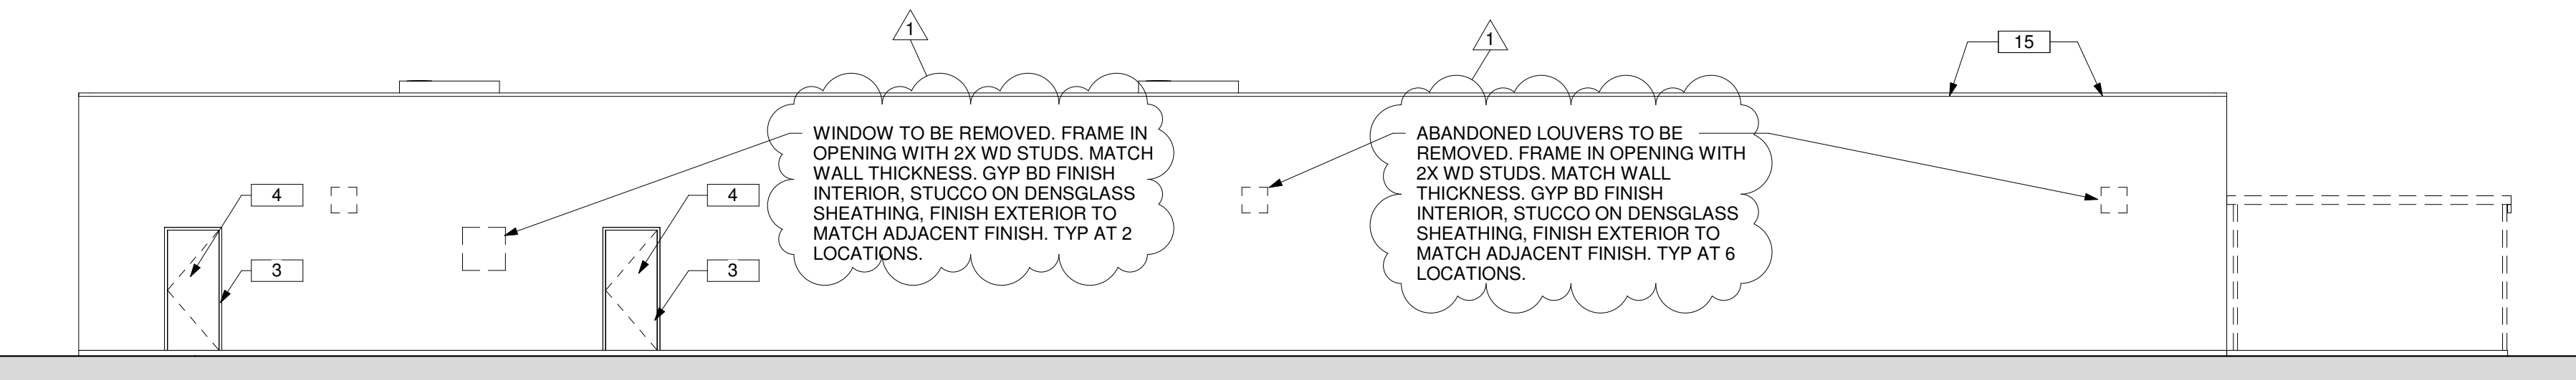 1
1
15
WINDOW TO BE REMOVED. FRAME IN
OPENING WITH 2X WD STUDS. MATCH
WALL THICKNESS. GYP BD FINISH
INTERIOR, STUCCO ON DENSGLASS
SHEATHING, FINISH EXTERIOR TO
MATCH ADJACENT FINISH. TYP AT 2
LOCATIONS.
ABANDONED LOUVERS TO BE
REMOVED. FRAME IN OPENING WITH
2X WD STUDS. MATCH WALL
THICKNESS. GYP BD FINISH
INTERIOR, STUCCO ON DENSGLASS
SHEATHING, FINISH EXTERIOR TO
MATCH ADJACENT FINISH. TYP AT 6
LOCATIONS.
4
4
3
3